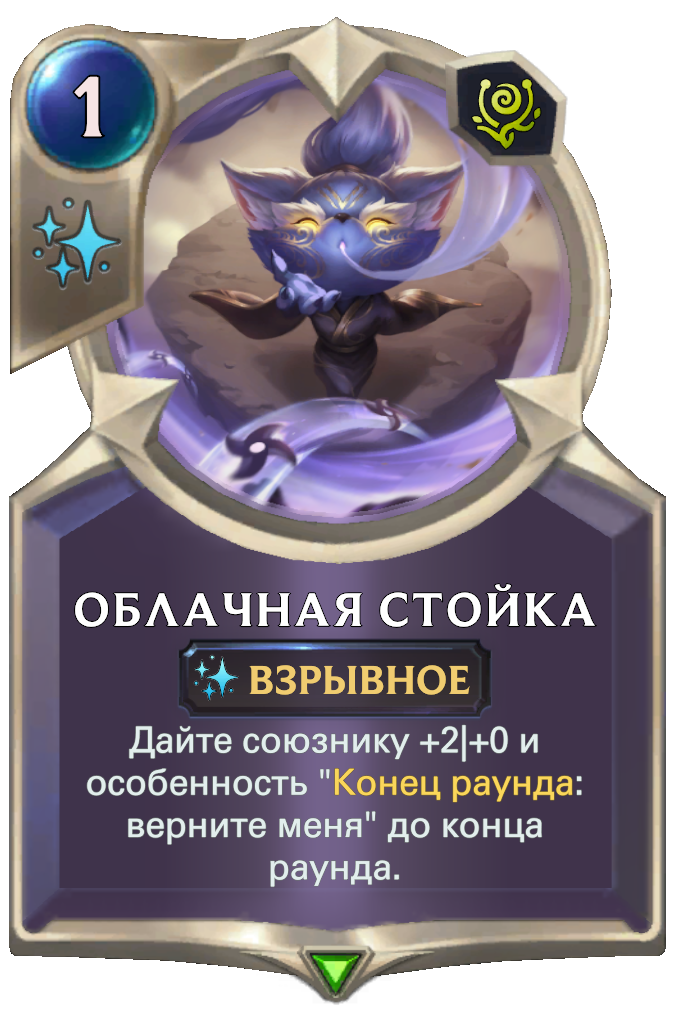 1
ОБЛАЧНАЯ СТОЙКА
ВЗРЫВНОЕ
Дайте союзнику +2|+0 и
особенность "Конец раунда:
верните меня" до конца
раунда.